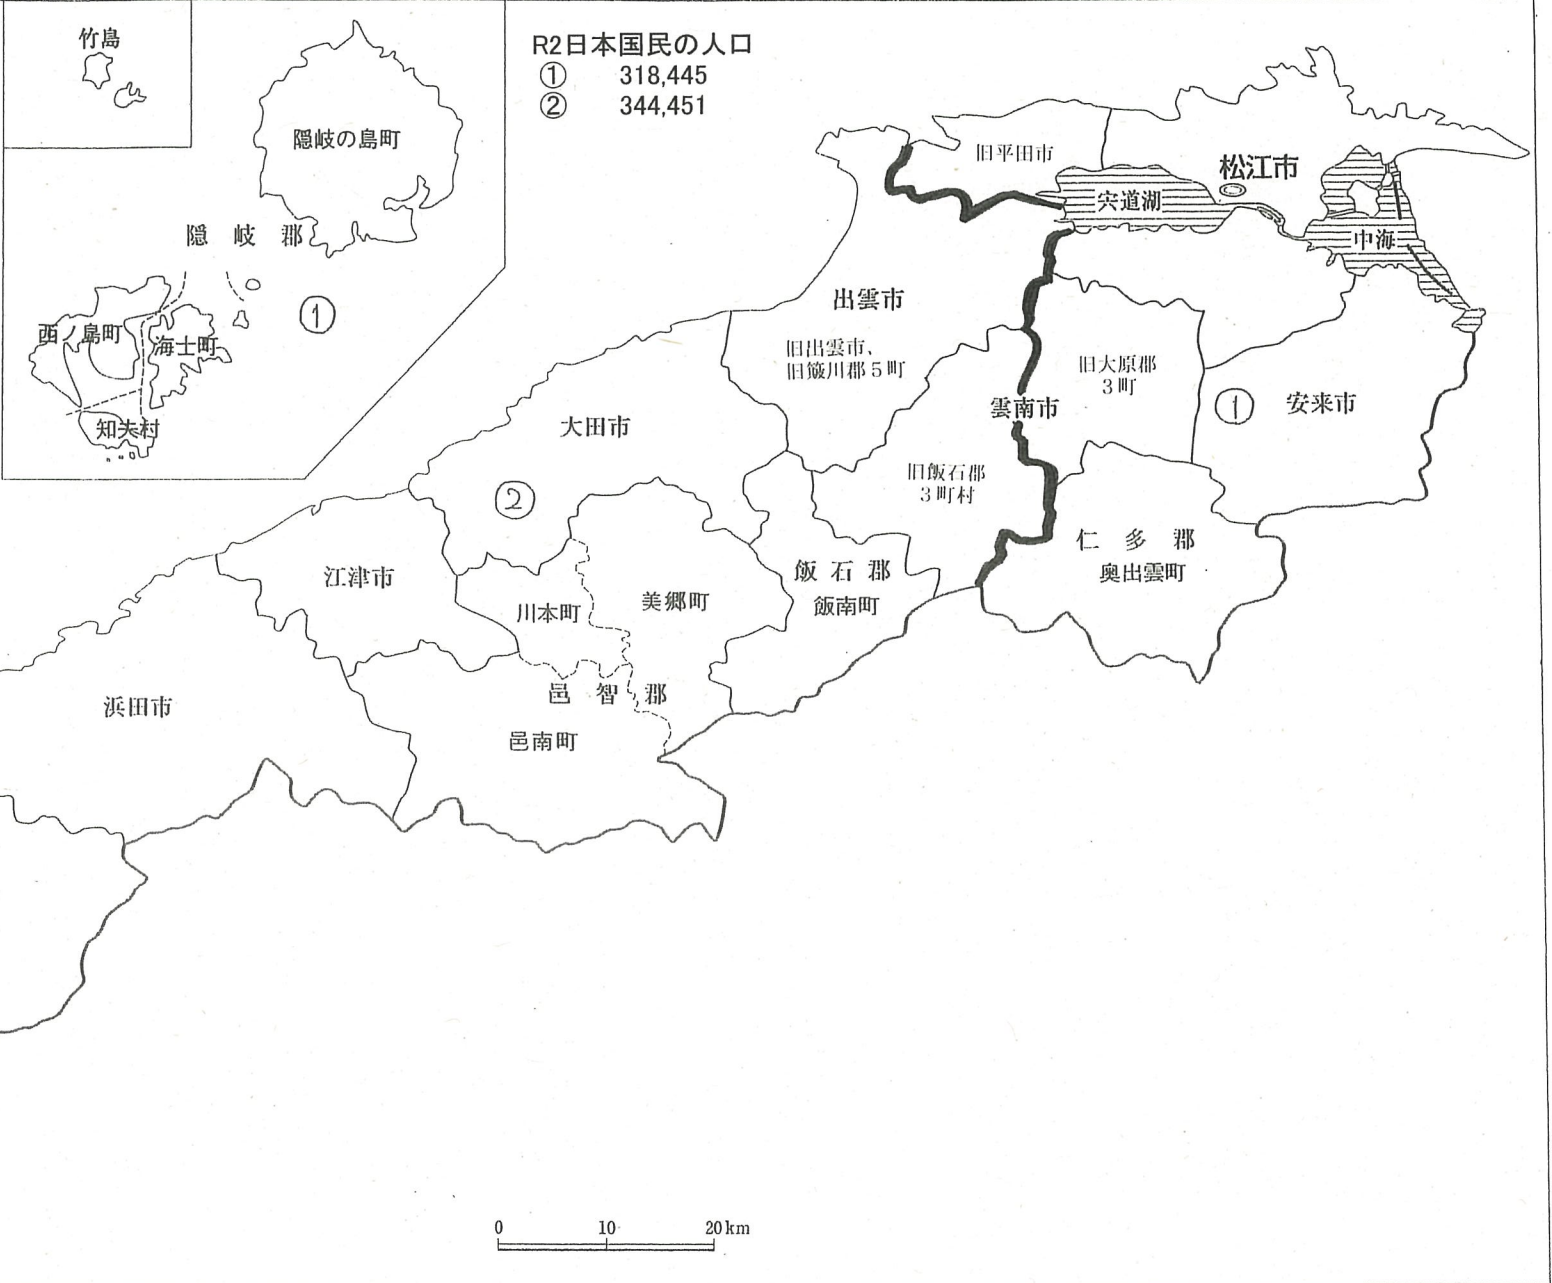 竹島
隠岐の島町
隠岐郡
西ノ島町
海士町
知夫村
①
R2日本国民の人口
① 318,445
② 344,451
旧平田市
松江市
宍道湖
中海
出雲市
旧出雲市、
旧簸川郡5町
旧大原郡
3町
雲南市
①
安来市
大田市
旧飯石郡
3町村
②
仁多郡
奥出雲町
飯石郡
飯南町
江津市
川本町
美郷町
邑智郡
浜田市
邑南町
0 10 20km